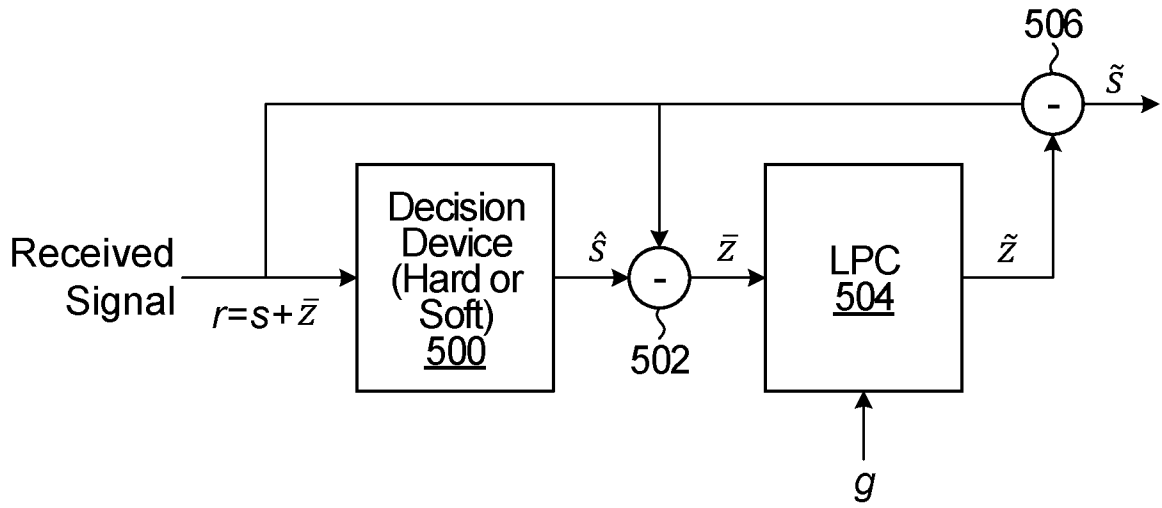 506
s̃
-
Received
Signal
r=s+z̄
Decision
Device
(Hard or
Soft)
500
ŝ
-
502
z̄
LPC
504
z̃
g